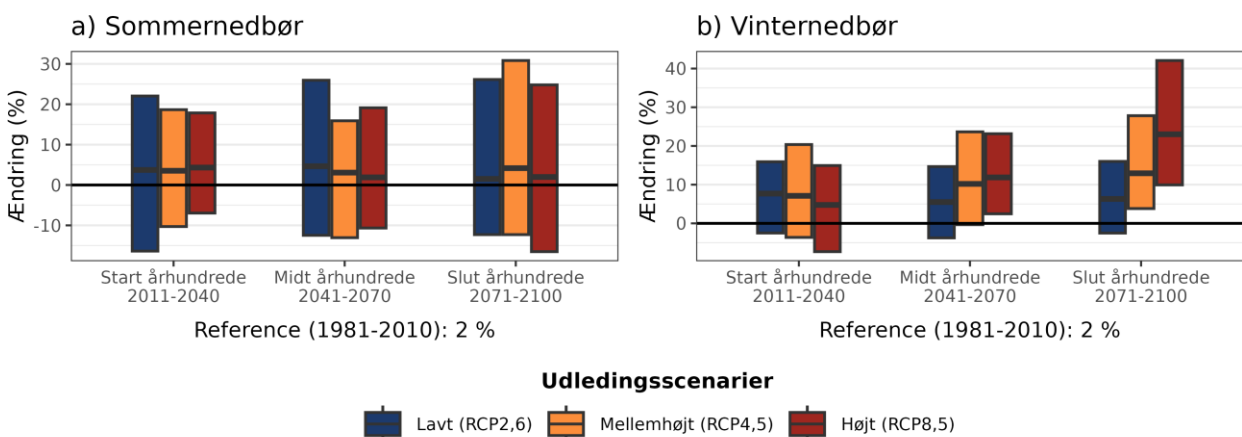 a) Sommernedbør
Ændring (%)
30
20
10
0
-10
Start århundrede
2011-2040
Midt århundrede
2041-2070
Slut århundrede
2071-2100
Reference (1981-2010): 2 %
b) Vinternedbør
Ændring (%)
40
30
20
10
0
Start århundrede
2011-2040
Midt århundrede
2041-2070
Slut århundrede
2071-2100
Reference (1981-2010): 2 %
Udledingsscenarier
Lavt (RCP2,6)
Mellemhøjt (RCP4,5)
Højt (RCP8,5)